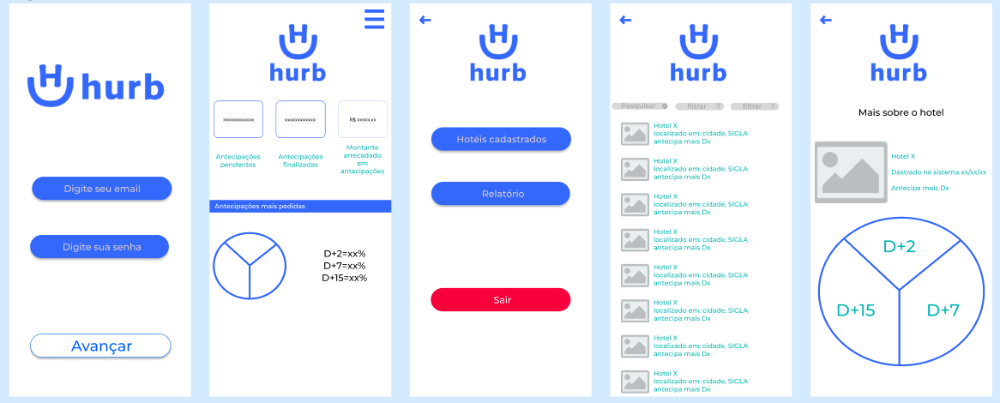 hurb
Digite seu email
Digite sua senha
Avançar
hurb
xxxxxxxxxxxx
xxxxxxxxxxxx
R$ xxxxx,xx
Antecipações
pendentes
Antecipações
finalizadas
Montante
arrecadado
em
antecipações
Antecipações mais pedidas
D+2=xx%
D+7=xx%
D+15=xx%
hurb
Hotéis cadastrados
Relatório
Sair
hurb
Pesquisar
filtrar
filtrar
Hotel X
localizado em: cidade, SIGLA
antecipa mais Dx
Hotel X
localizado em: cidade, SIGLA
antecipa mais Dx
Hotel X
localizado em: cidade, SIGLA
antecipa mais Dx
Hotel X
localizado em: cidade, SIGLA
antecipa mais Dx
Hotel X
localizado em: cidade, SIGLA
antecipa mais Dx
Hotel X
localizado em: cidade, SIGLA
antecipa mais Dx
Hotel X
localizado em: cidade, SIGLA
antecipa mais Dx
Hotel X
localizado em: cidade, SIGLA
antecipa mais Dx
hurb
Mais sobre o hotel
Hotel X
Dastrado no sistema xx/xx/xx
Antecipa mais Dx
D+2
D+15
D+7